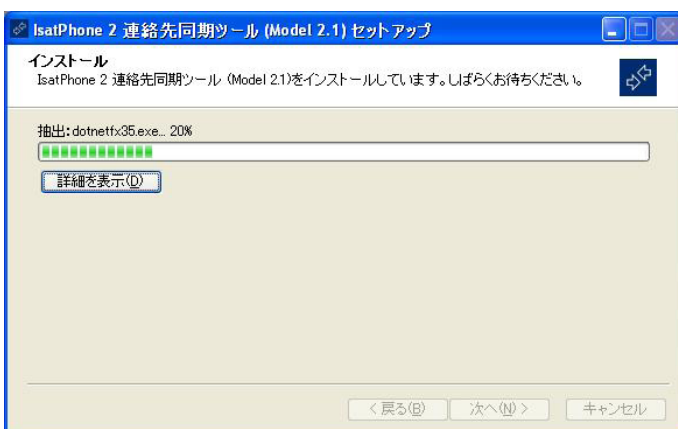 IsatPhone 2 連絡先同期ツール (Model 2.1) セットアップ
インストール
IsatPhone 2 連絡先同期ツール (Model 2.1)をインストールしています。しばらくお待ちください。
抽出: dotnetfx35.exe... 20%
詳細を表示(D)
< 戻る(B)
次へ(N) >
キャンセル